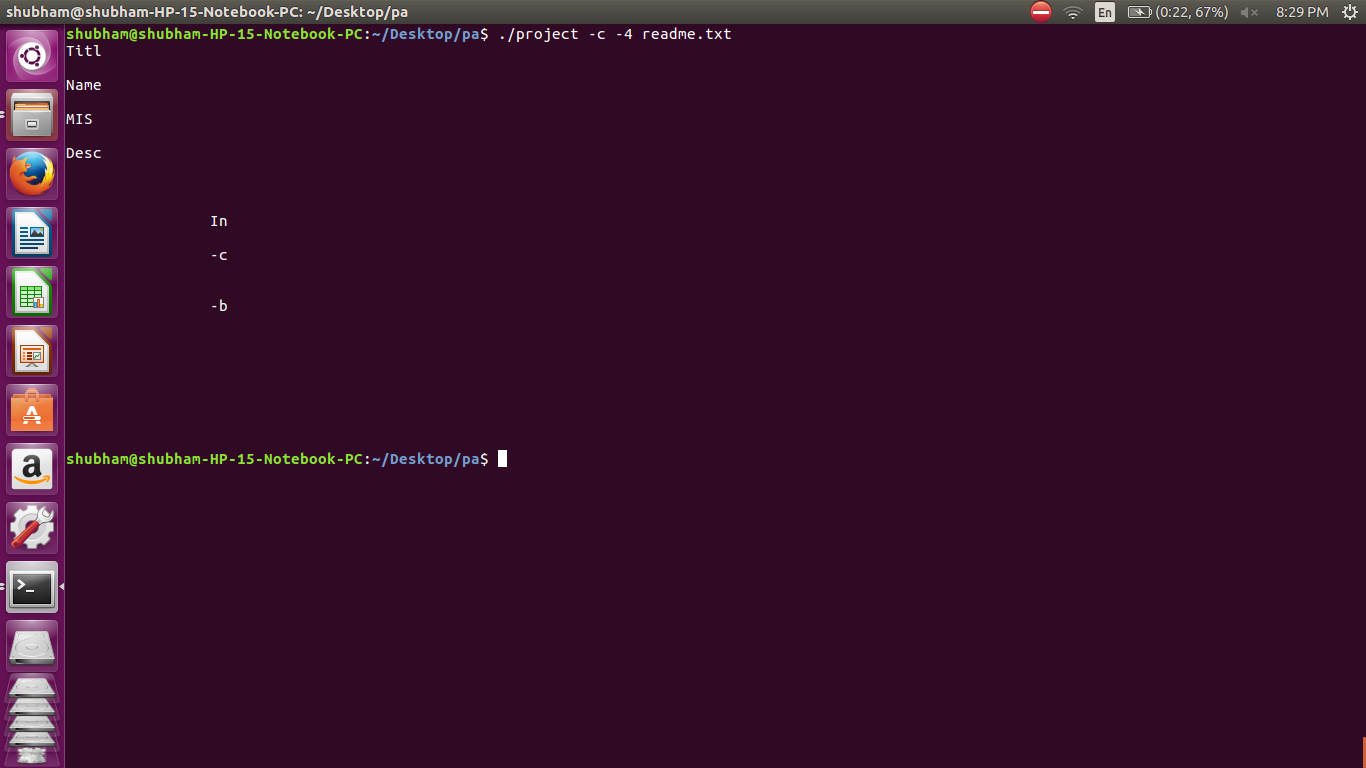 shubham@shubham-HP-15-Notebook-PC: ~/Desktop/pa
En
(0:22, 67%)
8:29 PM
shubham@shubham-HP-15-Notebook-PC:~/Desktop/pa$ ./project -c -4 readme.txt
Titl
Name
MIS
Desc
In
-c
-b
shubham@shubham-HP-15-Notebook-PC:~/Desktop/pa$